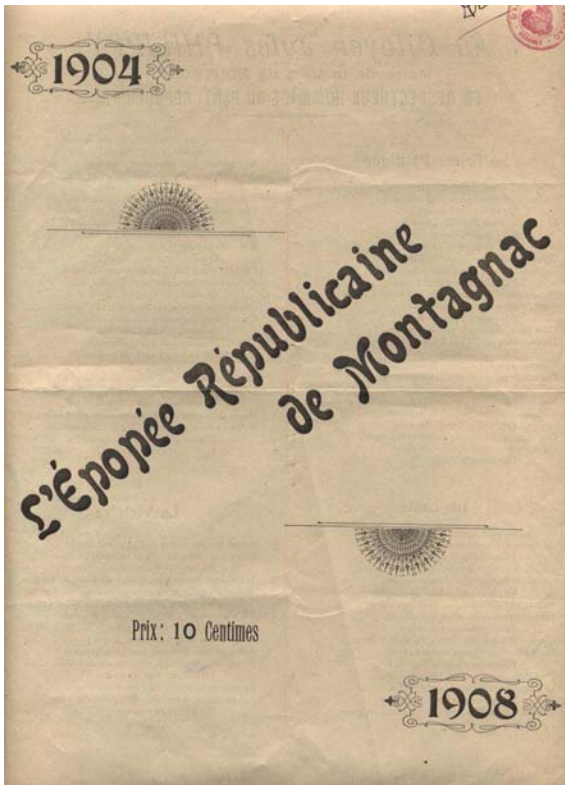 1904
L'Épopée Républicaine
de Montagnac
Prix: 10 Centimes
1908